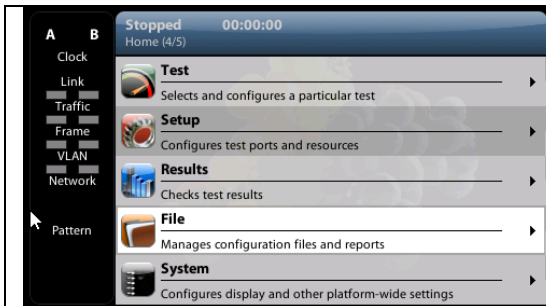 A B
Clock
Link
Traffic
Frame
VLAN
Network
Pattern
Stopped 00:00:00
Home (4/5)
Test
Selects and configures a particular test
Setup
Configures test ports and resources
Results
Checks test results
File
Manages configuration files and reports
System
Configures display and other platform-wide settings